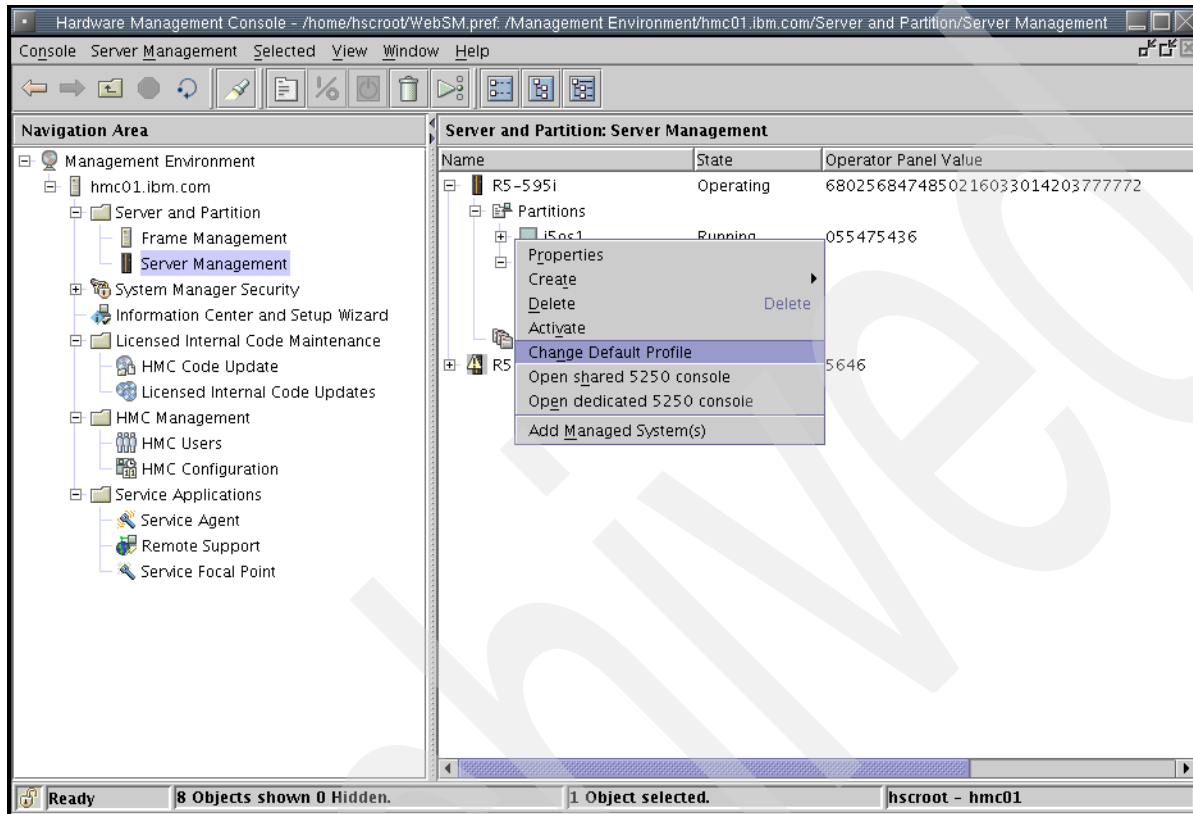 Hardware Management Console - /home/hscroot/WebSM.pref: /Management Environment/hmc01.ibm.com/Server and Partition/Server Management
Console Server Management Selected View Window Help
Navigation Area
Management Environment
hmc01.ibm.com
Server and Partition
Frame Management
Server Management
System Manager Security
Information Center and Setup Wizard
Licensed Internal Code Maintenance
HMC Code Update
Licensed Internal Code Updates
HMC Management
HMC Users
HMC Configuration
Service Applications
Service Agent
Remote Support
Service Focal Point
Server and Partition: Server Management
Name State Operator Panel Value
R5-595i Operating 6802568474850216033014203777772
Partitions
i5os1 Running 055475436
Properties
Create
Delete Delete
Activate
Change Default Profile
R5 5646
Open shared 5250 console
Open dedicated 5250 console
Add Managed System(s)
Ready 8 Objects shown 0 Hidden. 1 Object selected. hscroot - hmc01